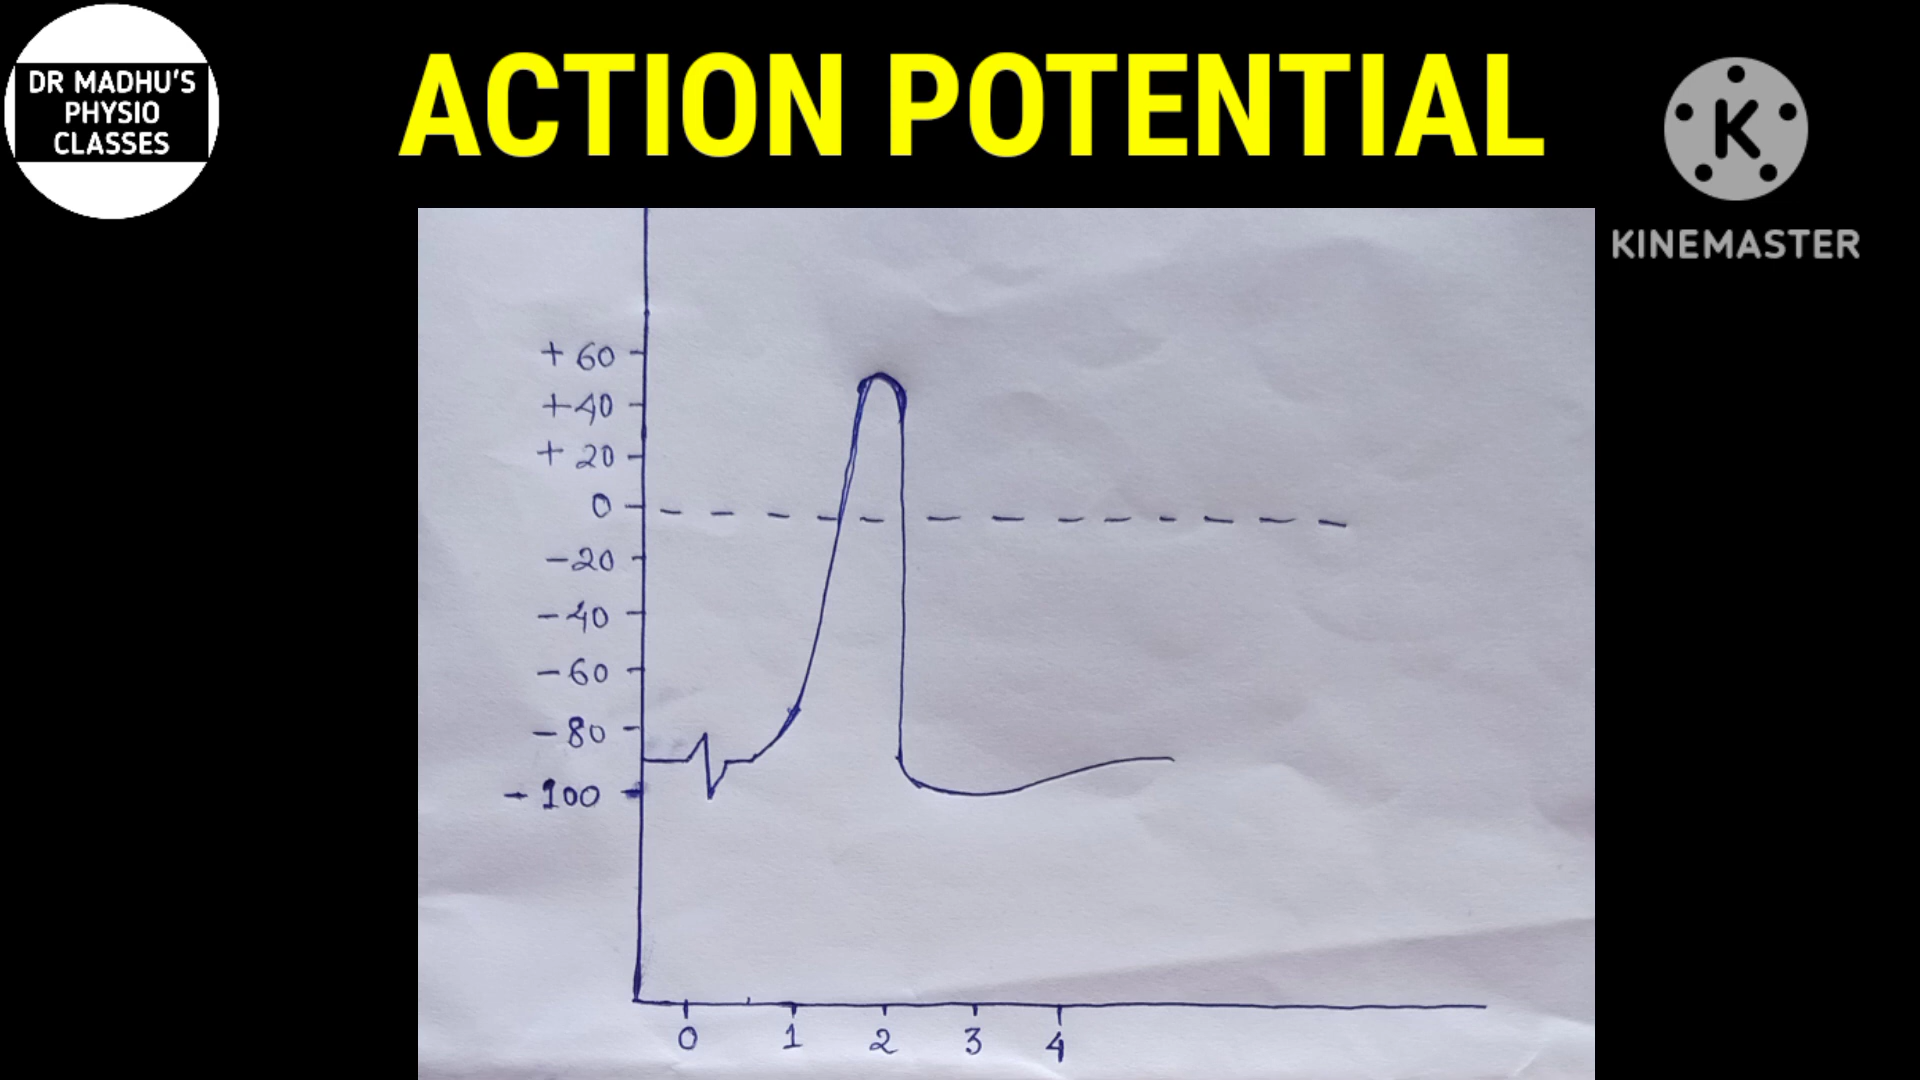 DR MADHU'S
PHYSIO
CLASSES
ACTION POTENTIAL
K
KINEMASTER
+ 60
+40
+ 20
0
-20
-40
-60
-80
- 100
0 1 2 3 4